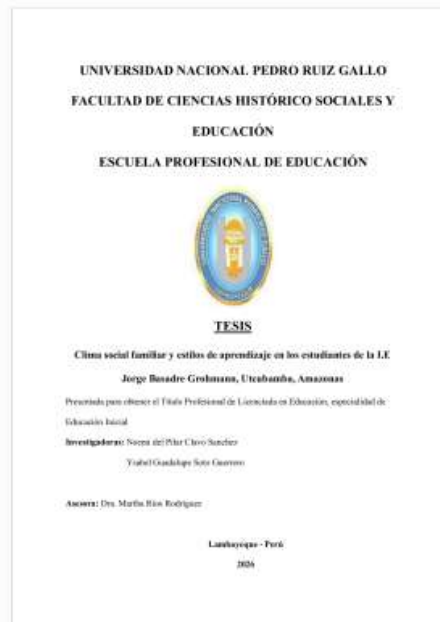 UNIVERSIDAD NACIONAL PEDRO RUIZ GALLO
FACULTAD DE CIENCIAS HISTÓRICO SOCIALES Y
EDUCACIÓN
ESCUELA PROFESIONAL DE EDUCACIÓN
TESIS
Clima social familiar y estilos de aprendizaje en los estudiantes de la I.E
Jorge Basadre Grohmann, Utcubamba, Amazonas
Presentada para obtener el Título Profesional de Licenciada en Educación, especialidad de
Educación Inicial
Investigadoras: Noemi del Pilar Clavo Sanchez
Ysabel Guadalupe Soto Guerrero
Asesora: Dra. Martha Ríos Rodríguez
Lambayeque - Perú
2026